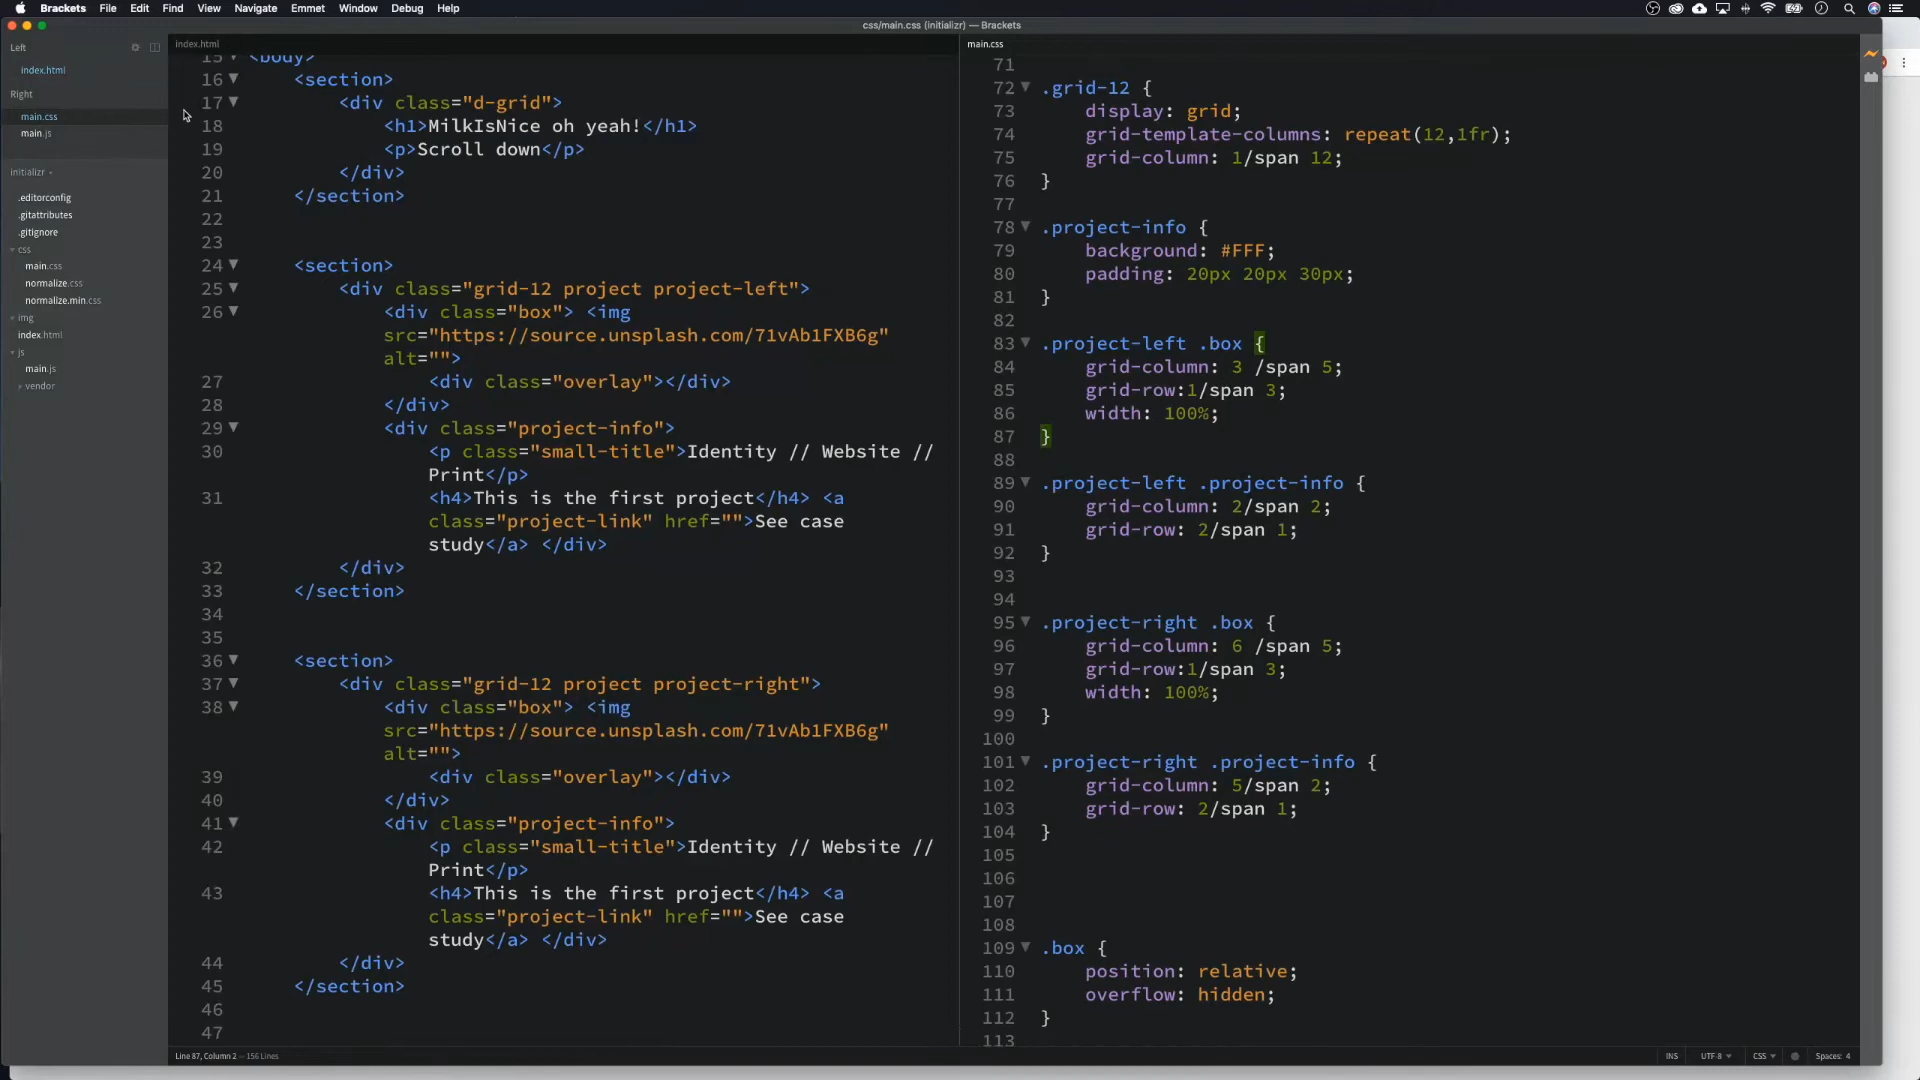 Brackets File Edit Find View Navigate Emmet Window Debug Help
css/main.css (initializr) — Brackets
Left
index.html
Right
main.css
main.js
initializr
.editorconfig
.gitattributes
.gitignore
css
main.css
normalize.css
normalize.min.css
img
index.html
js
main.js
vendor
index.html
15 <body>
16 <section>
17 <div class="d-grid">
18 <h1>MilkIsNice oh yeah!</h1>
19 <p>Scroll down</p>
20 </div>
21 </section>
22
23
24 <section>
25 <div class="grid-12 project project-left">
26 <div class="box"> <img
src="https://source.unsplash.com/71vAb1FXB6g"
alt="">
27 <div class="overlay"></div>
28 </div>
29 <div class="project-info">
30 <p class="small-title">Identity // Website //
Print</p>
31 <h4>This is the first project</h4> <a
class="project-link" href="">See case
study</a> </div>
32 </div>
33 </section>
34
35
36 <section>
37 <div class="grid-12 project project-right">
38 <div class="box"> <img
src="https://source.unsplash.com/71vAb1FXB6g"
alt="">
39 <div class="overlay"></div>
40 </div>
41 <div class="project-info">
42 <p class="small-title">Identity // Website //
Print</p>
43 <h4>This is the first project</h4> <a
class="project-link" href="">See case
study</a> </div>
44 </div>
45 </section>
46
47
main.css
71
72 .grid-12 {
73 display: grid;
74 grid-template-columns: repeat(12,1fr);
75 grid-column: 1/span 12;
76 }
77
78 .project-info {
79 background: #FFF;
80 padding: 20px 20px 30px;
81 }
82
83 .project-left .box {
84 grid-column: 3 /span 5;
85 grid-row:1/span 3;
86 width: 100%;
87 }
88
89 .project-left .project-info {
90 grid-column: 2/span 2;
91 grid-row: 2/span 1;
92 }
93
94
95 .project-right .box {
96 grid-column: 6 /span 5;
97 grid-row:1/span 3;
98 width: 100%;
99 }
100
101 .project-right .project-info {
102 grid-column: 5/span 2;
103 grid-row: 2/span 1;
104 }
105
106
107
108
109 .box {
110 position: relative;
111 overflow: hidden;
112 }
113
Line 87, Column 2 — 156 Lines
INS UTF-8 CSS Spaces: 4